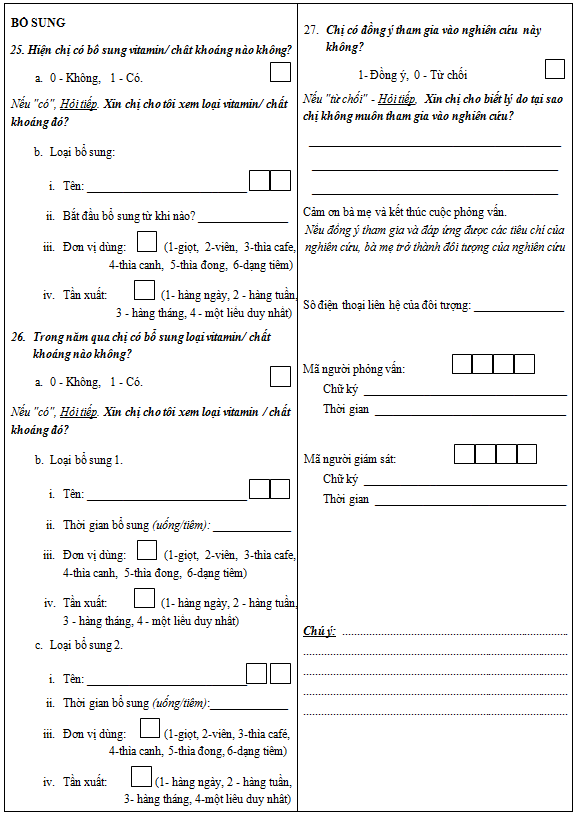 BỔ SUNG
25. Hiện chị có bổ sung vitamin/ chất khoáng nào không?
a. 0 - Không, 1 - Có.
Nếu "có", Hỏi tiếp. Xin chị cho tôi xem loại vitamin/ chất
khoáng đó?
b. Loại bổ sung:
i. Tên: ___________________________
ii. Bắt đầu bổ sung từ khi nào? _______________
iii. Đơn vị dùng: (1-giọt, 2-viên, 3-thìa cafe,
4-thìa canh, 5-thìa đong, 6-dạng tiêm)
iv. Tần xuất: (1- hàng ngày, 2 - hàng tuần,
3 - hàng tháng, 4 - một liều duy nhất)
26. Trong năm qua chị có bổ sung loại vitamin/ chất
khoáng nào không?
a. 0 - Không, 1 - Có.
Nếu "có", Hỏi tiếp. Xin chị cho tôi xem loại vitamin / chất
khoáng đó?
b. Loại bổ sung 1.
i. Tên: ___________________________
ii. Thời gian bổ sung (uống/tiêm): _____________
iii. Đơn vị dùng: (1-giọt, 2-viên, 3-thìa cafe,
4-thìa canh, 5-thìa đong, 6-dạng tiêm)
iv. Tần xuất: (1- hàng ngày, 2 - hàng tuần,
3 - hàng tháng, 4 - một liều duy nhất)
c. Loại bổ sung 2.
i. Tên: ___________________________
ii. Thời gian bổ sung (uống/tiêm):_____________
iii. Đơn vị dùng: (1-giọt, 2-viên, 3-thìa café,
4-thìa canh, 5-thìa đong, 6-dạng tiêm)
iv. Tần xuất: (1- hàng ngày, 2 - hàng tuần,
3- hàng tháng, 4-một liều duy nhất)
27. Chị có đồng ý tham gia vào nghiên cứu này
không?
1- Đồng ý, 0 - Từ chối
Nếu "từ chối" - Hỏi tiếp, Xin chị cho biết lý do tại sao
chị không muốn tham gia vào nghiên cứu?
Cảm ơn bà mẹ và kết thúc cuộc phỏng vấn.
Nếu đồng ý tham gia và đáp ứng được các tiêu chí của
nghiên cứu, bà mẹ trở thành đối tượng của nghiên cứu
Số điện thoại liên hệ của đối tượng: _______________
Mã người phỏng vấn:
Chữ ký ___________________________
Thời gian ___________________________
Mã người giám sát:
Chữ ký ___________________________
Thời gian ___________________________
Chú ý: ..........................................................